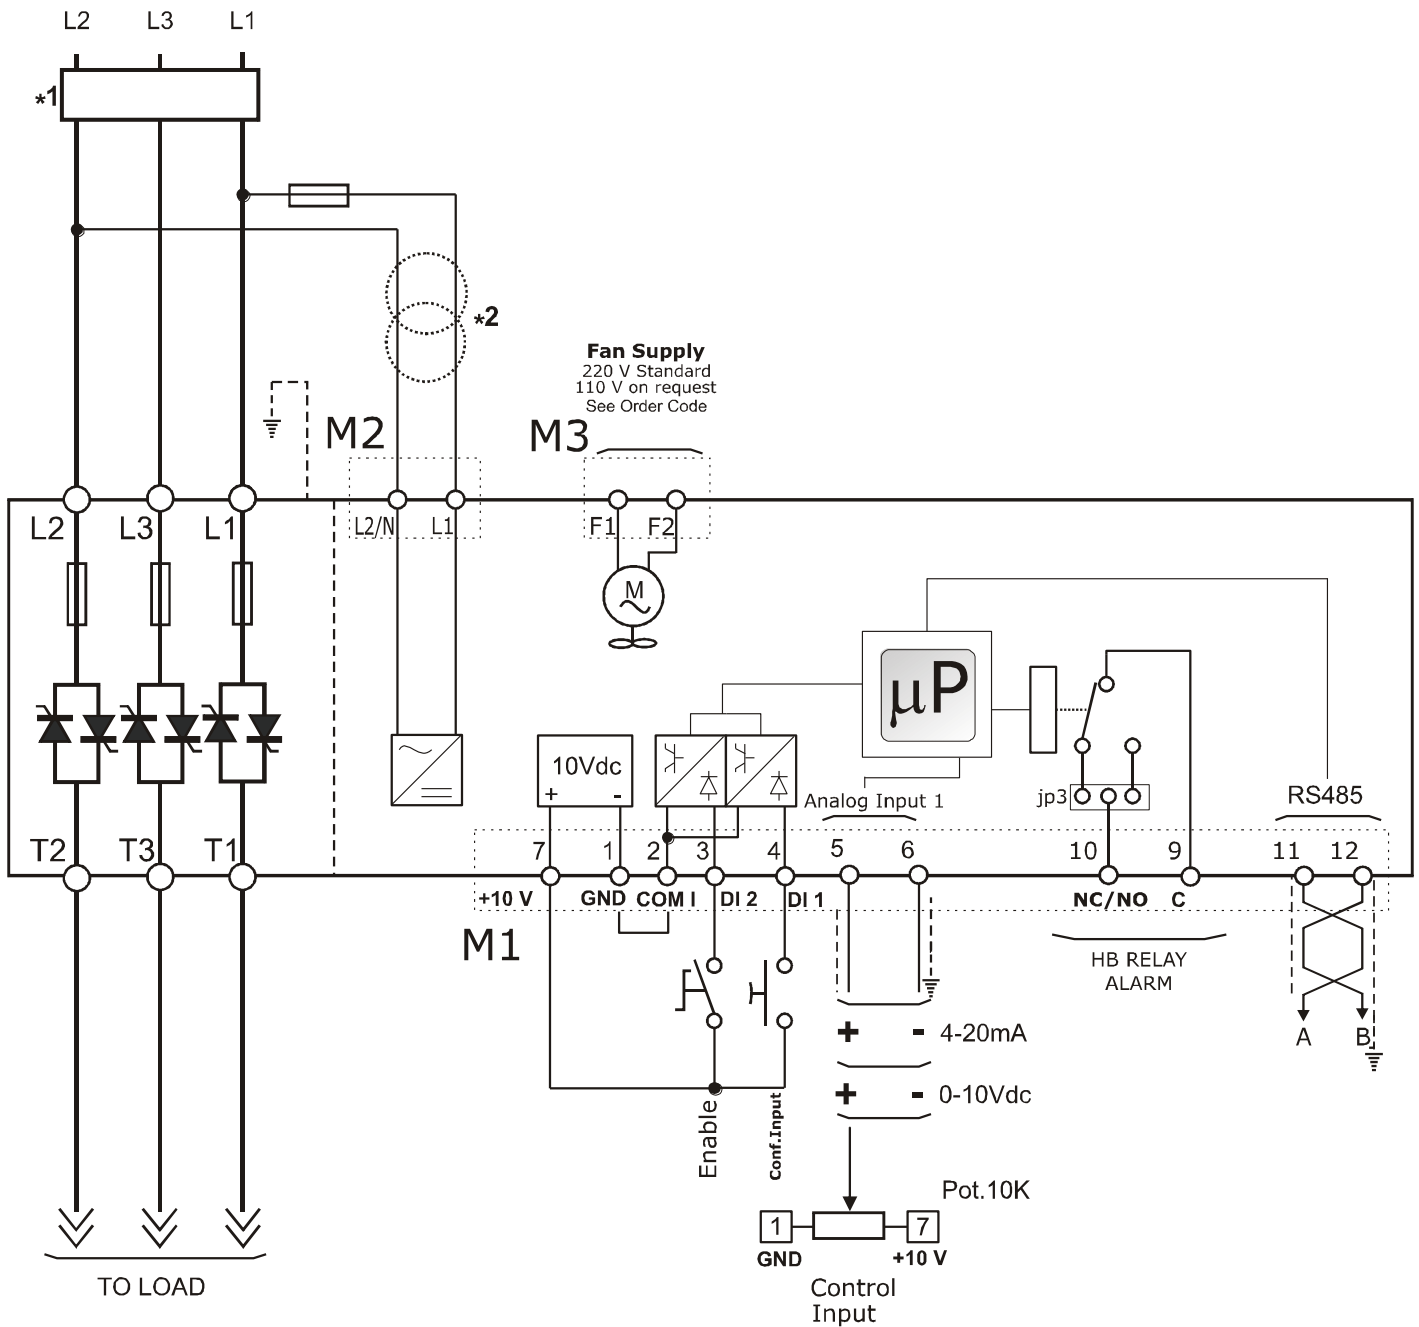 L2 L3 L1
*1
*2
Fan Supply
220 V Standard
110 V on request
See Order Code
M2
M3
L2 L3 L1
L2/N L1
F1 F2
M
µP
10Vdc
+ -
Analog Input 1
jp3
RS485
T2 T3 T1
7 1 2 3 4 5 6 10 9 11 12
+10 V GND COM I DI 2 DI 1 NC/NO C
M1
HB RELAY
ALARM
+ - 4-20mA
A B
+ - 0-10Vdc
Enable
Conf.Input
Pot.10K
1 7
GND +10 V
TO LOAD
Control
Input